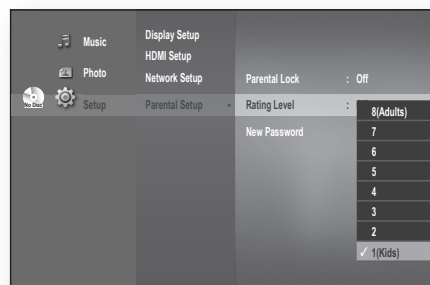 Music
Photo
No Disc
Setup
Display Setup
HDMI Setup
Network Setup
Parental Setup
Parental Lock : Off
Rating Level :
New Password
8(Adults)
7
6
5
4
3
2
✓ 1(Kids)